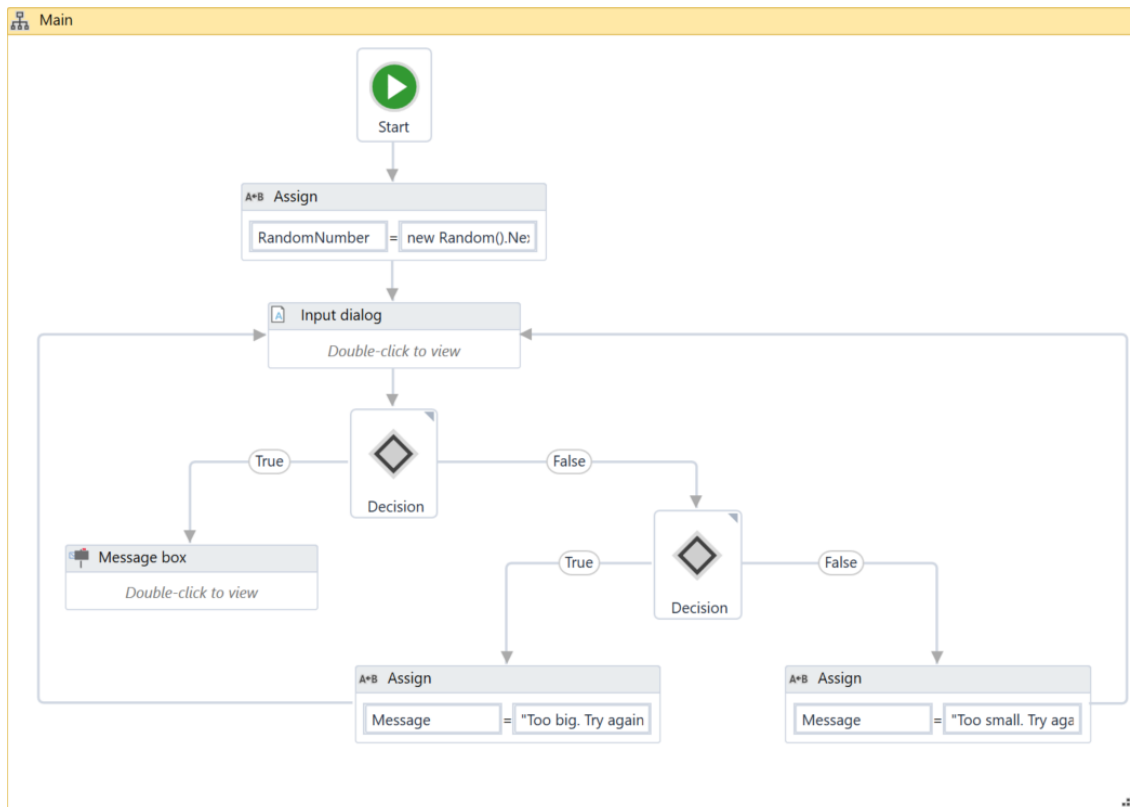 Main
Start
A+B Assign
RandomNumber = new Random().Nex
Input dialog
Double-click to view
True
False
Decision
Message box
Double-click to view
True
False
Decision
A+B Assign
Message = "Too big. Try again
A+B Assign
Message = "Too small. Try aga